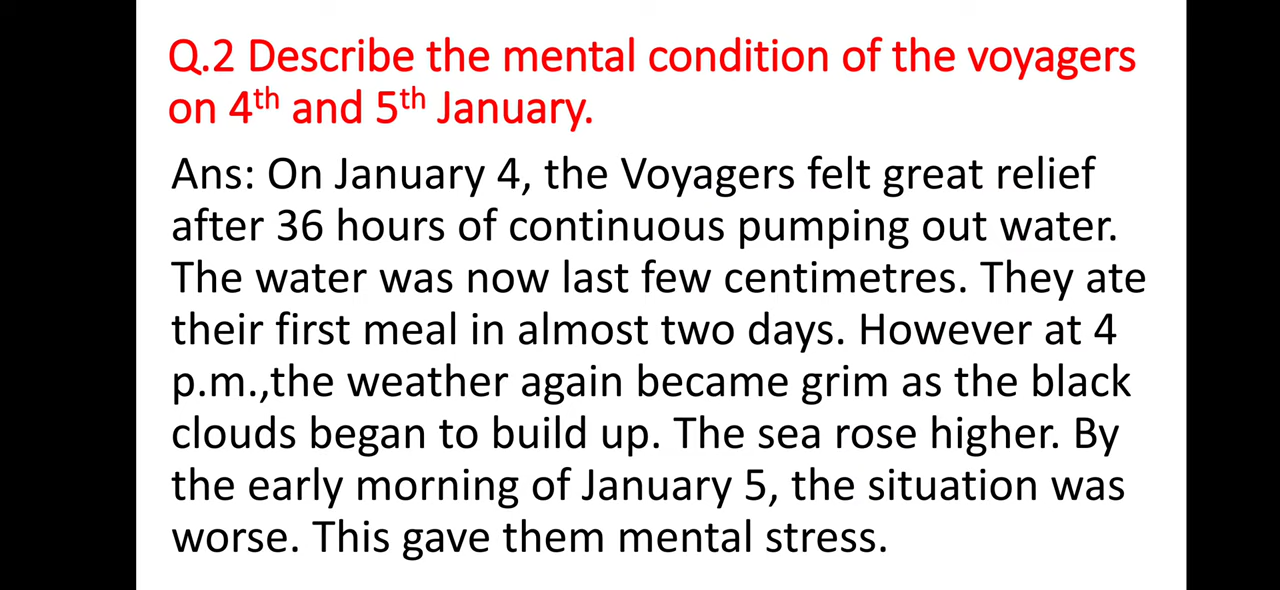 Q.2 Describe the mental condition of the voyagers
on 4th and 5th January.
Ans: On January 4, the Voyagers felt great relief
after 36 hours of continuous pumping out water.
The water was now last few centimetres. They ate
their first meal in almost two days. However at 4
p.m.,the weather again became grim as the black
clouds began to build up. The sea rose higher. By
the early morning of January 5, the situation was
worse. This gave them mental stress.